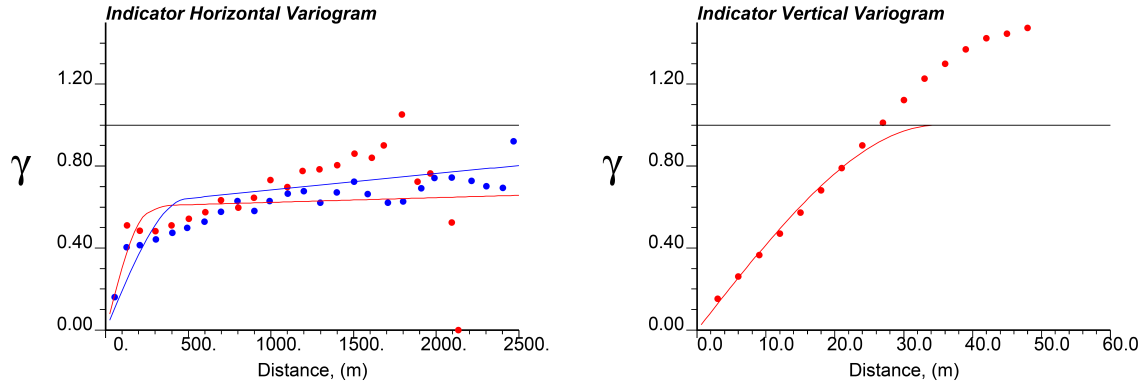 Indicator Horizontal Variogram
γ
1.20
0.80
0.40
0.00
0. 500. 1000. 1500. 2000. 2500.
Distance, (m)
Indicator Vertical Variogram
γ
1.20
0.80
0.40
0.00
0.0 10.0 20.0 30.0 40.0 50.0 60.0
Distance, (m)